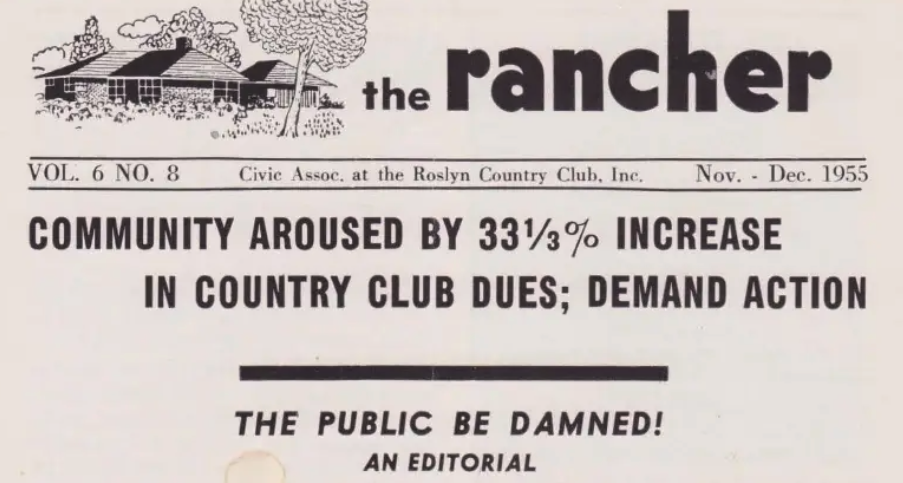 the rancher
VOL. 6 NO. 8 Civic Assoc. at the Roslyn Country Club, Inc. Nov. - Dec. 1955
COMMUNITY AROUSED BY 33⅓% INCREASE
IN COUNTRY CLUB DUES; DEMAND ACTION
THE PUBLIC BE DAMNED!
AN EDITORIAL